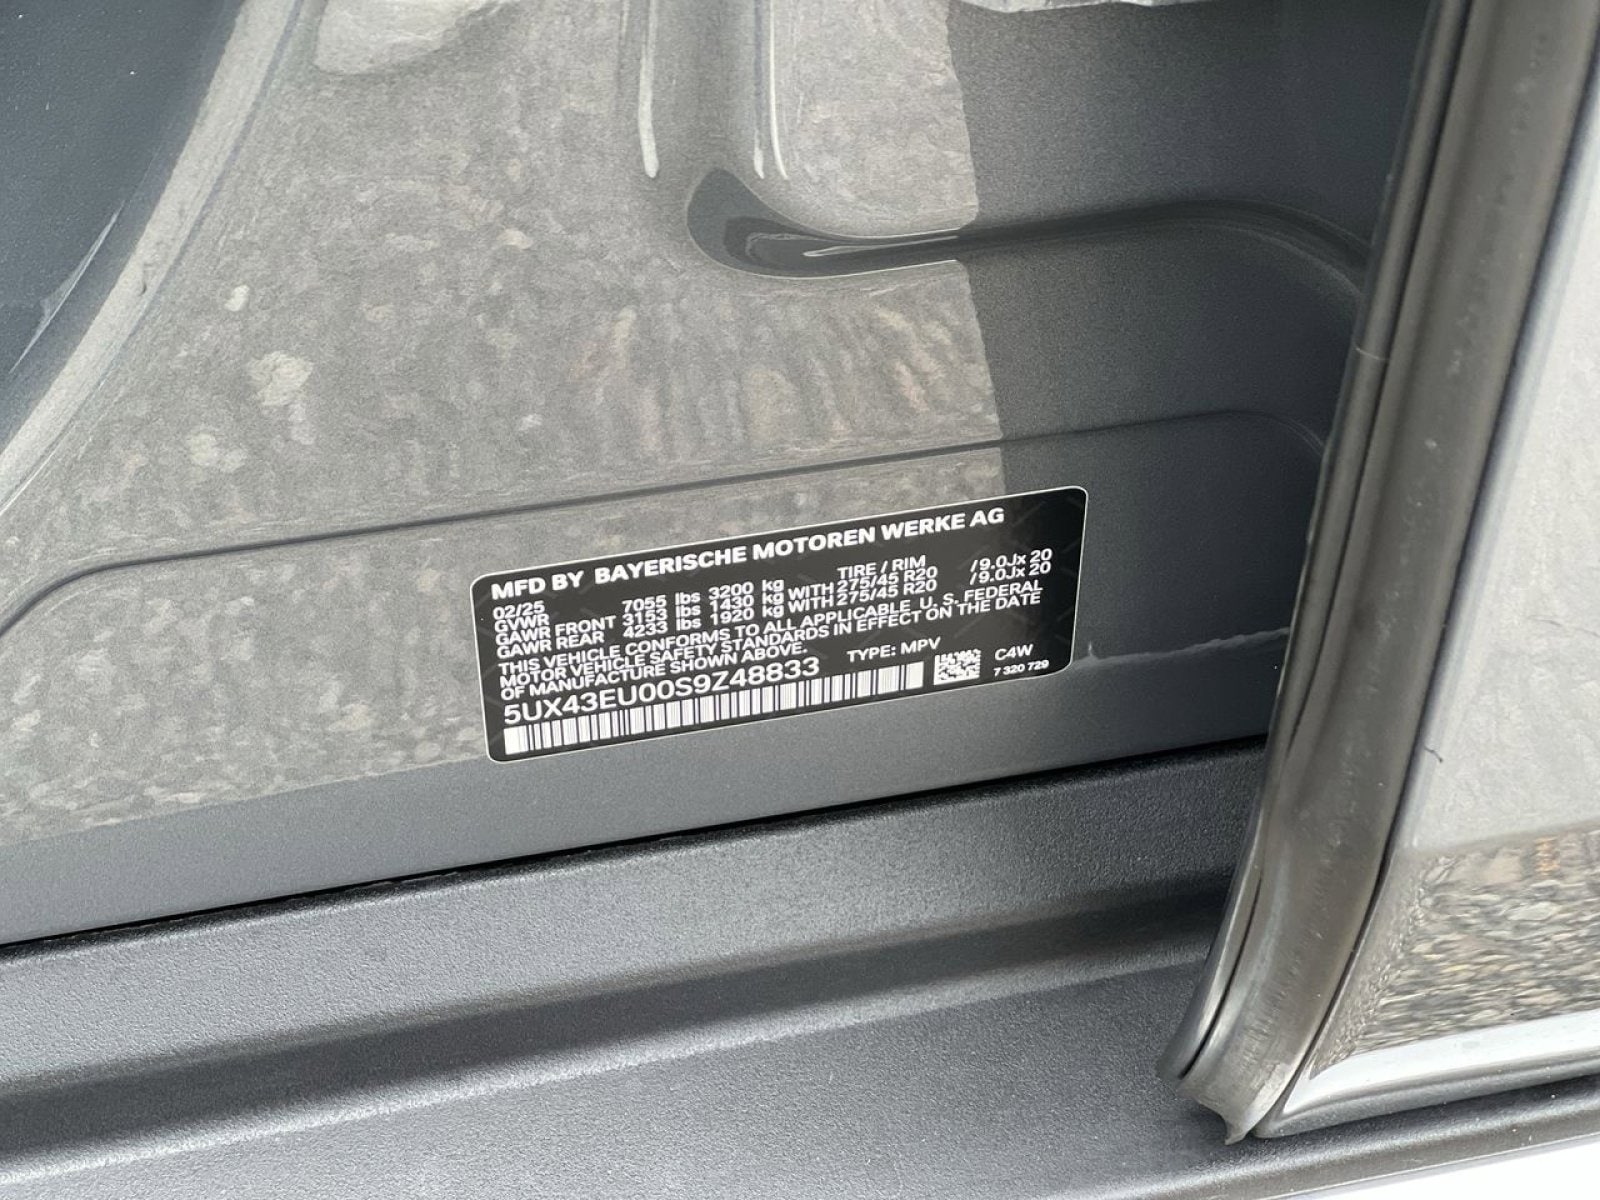 MFD BY BAYERISCHE MOTOREN WERKE AG
02/25 TIRE / RIM
GVWR 7055 lbs 3200 kg
GAWR FRONT 3153 lbs 1430 kg WITH 275/45 R20 /9.0Jx 20
GAWR REAR 4233 lbs 1920 kg WITH 275/45 R20 /9.0Jx 20
THIS VEHICLE CONFORMS TO ALL APPLICABLE U. S. FEDERAL
MOTOR VEHICLE SAFETY STANDARDS IN EFFECT ON THE DATE
OF MANUFACTURE SHOWN ABOVE.
5UX43EU00S9Z48833 TYPE: MPV C4W
7 320 729